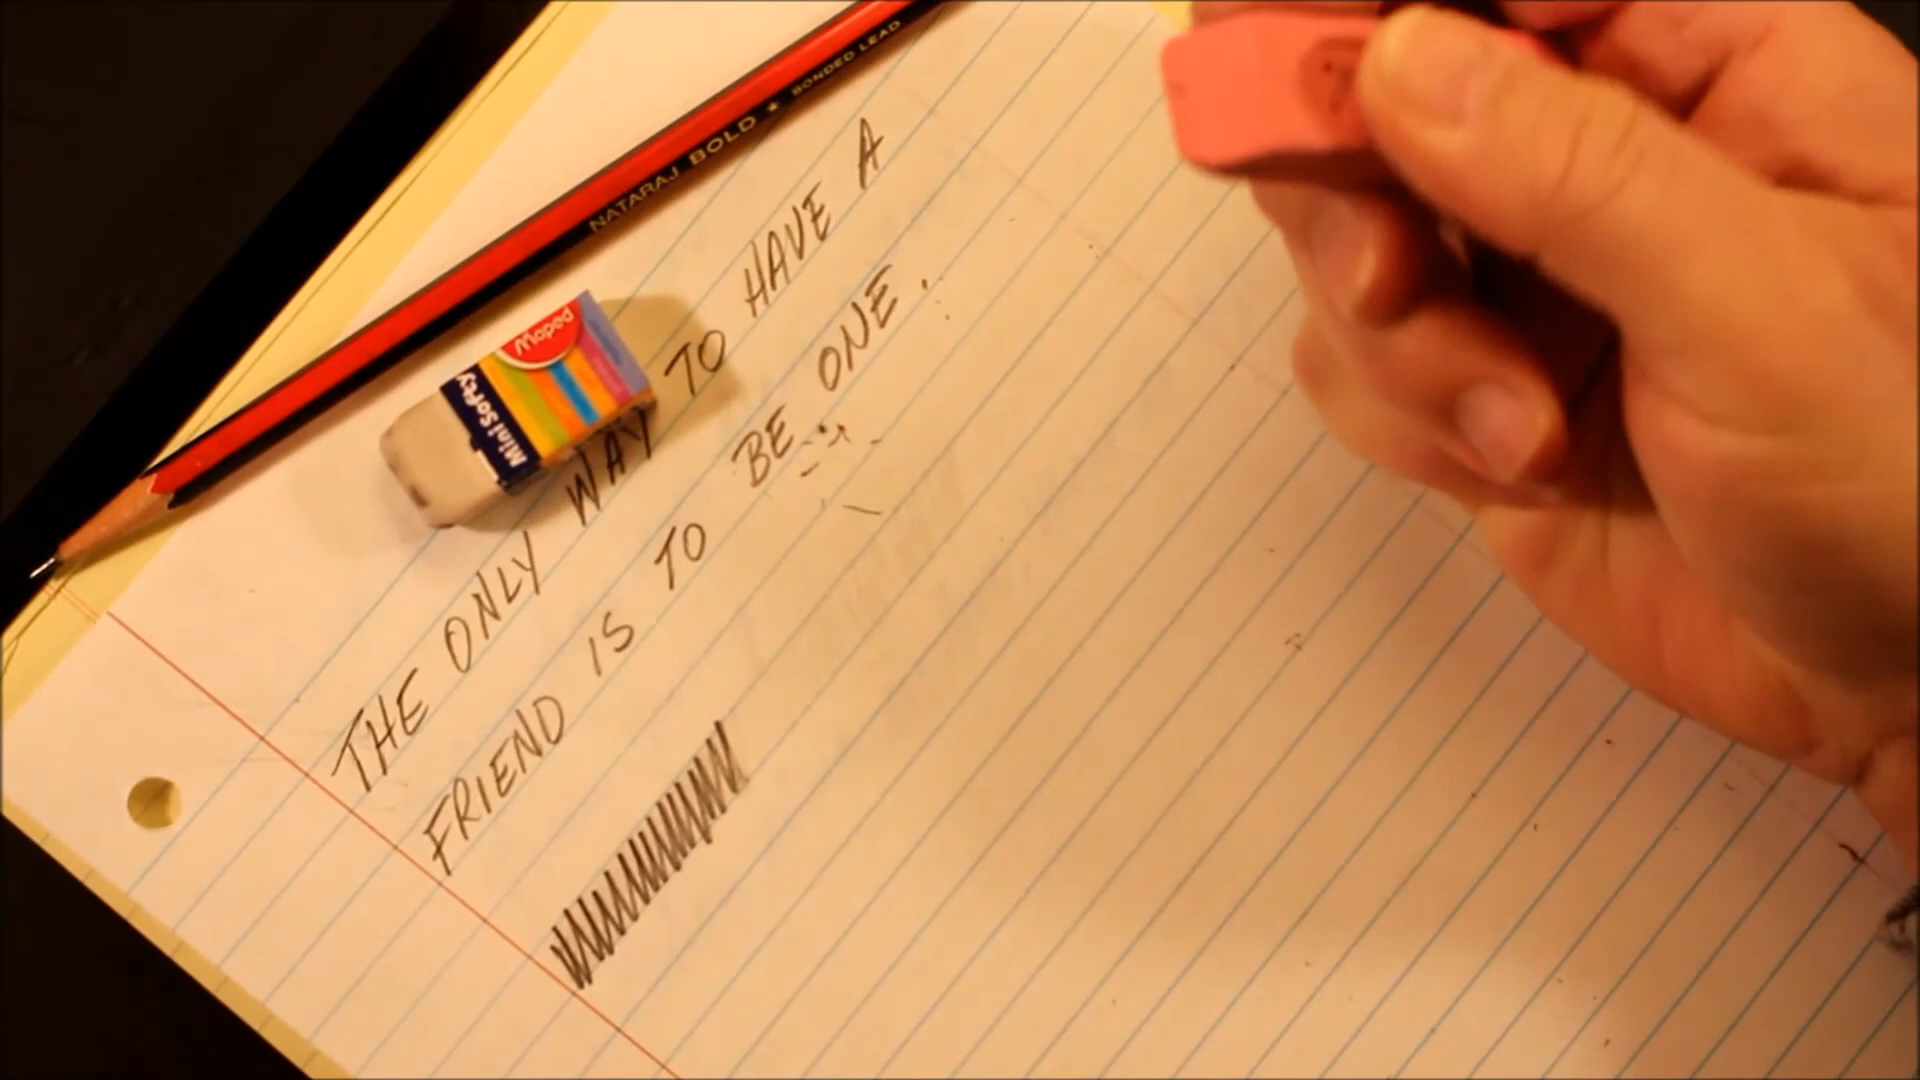 NATARAJ BOLD ★ BONDED LEAD
Maped
Mini Softy
THE ONLY WAY TO HAVE A
FRIEND IS TO BE ONE.